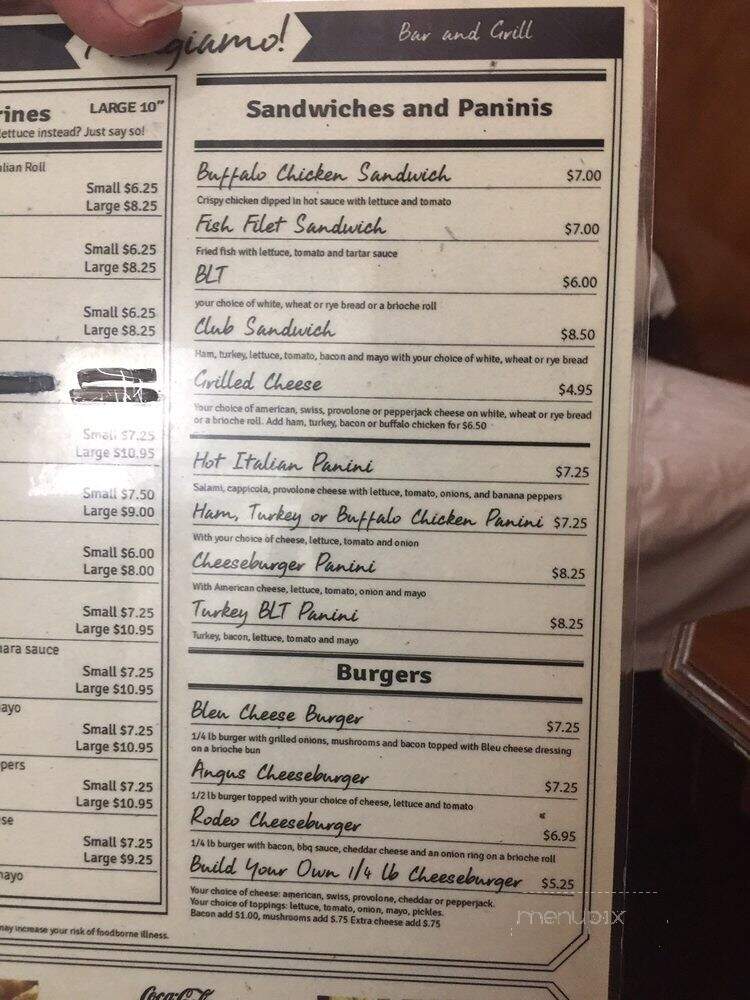 giamo!
Bar and Grill
LARGE 10"
lettuce instead? Just say so!
Small $6.25
Large $8.25
Small $6.25
Large $8.25
Small $6.25
Large $8.25
Small $7.25
Large $10.95
Small $7.50
Large $9.00
Small $6.00
Large $8.00
Small $7.25
Large $10.95
ara sauce
Small $7.25
Large $10.95
ayo
Small $7.25
Large $10.95
pers
Small $7.25
Large $10.95
se
Small $7.25
Large $9.25
mayo
may increase your risk of foodborne illness.
Sandwiches and Paninis
Buffalo Chicken Sandwich $7.00
Crispy chicken dipped in hot sauce with lettuce and tomato
Fish Filet Sandwich $7.00
Fried fish with lettuce, tomato and tartar sauce
BLT $6.00
your choice of white, wheat or rye bread or a brioche roll
Club Sandwich $8.50
Ham, turkey, lettuce, tomato, bacon and mayo with your choice of white, wheat or rye bread
Grilled Cheese $4.95
Your choice of american, swiss, provolone or pepperjack cheese on white, wheat or rye bread
or a brioche roll. Add ham, turkey, bacon or buffalo chicken for $6.50
Hot Italian Panini $7.25
Salami, cappicola, provolone cheese with lettuce, tomato, onions, and banana peppers
Ham, Turkey or Buffalo Chicken Panini $7.25
With your choice of cheese, lettuce, tomato and onion
Cheeseburger Panini $8.25
With American cheese, lettuce, tomato, onion and mayo
Turkey BLT Panini $8.25
Turkey, bacon, lettuce, tomato and mayo
Burgers
Bleu Cheese Burger $7.25
1/4 lb burger with grilled onions, mushrooms and bacon topped with Bleu cheese dressing
on a brioche bun
Angus Cheeseburger $7.25
1/2 lb burger topped with your choice of cheese, lettuce and tomato
Rodeo Cheeseburger $6.95
1/4 lb burger with bacon, bbq sauce, cheddar cheese and an onion ring on a brioche roll
Build Your Own 1/4 lb Cheeseburger $5.25
Your choice of cheese: american, swiss, provolone, cheddar or pepperjack.
Your choice of toppings: lettuce, tomato, onion, mayo, pickles.
Bacon add $1.00, mushrooms add $.75 Extra cheese add $.75
menupix
Coca-Cola